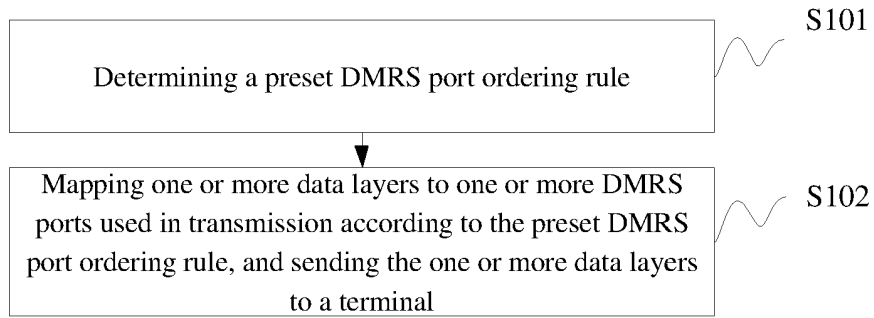 S101
Determining a preset DMRS port ordering rule
Mapping one or more data layers to one or more DMRS
ports used in transmission according to the preset DMRS
port ordering rule, and sending the one or more data layers
to a terminal
S102